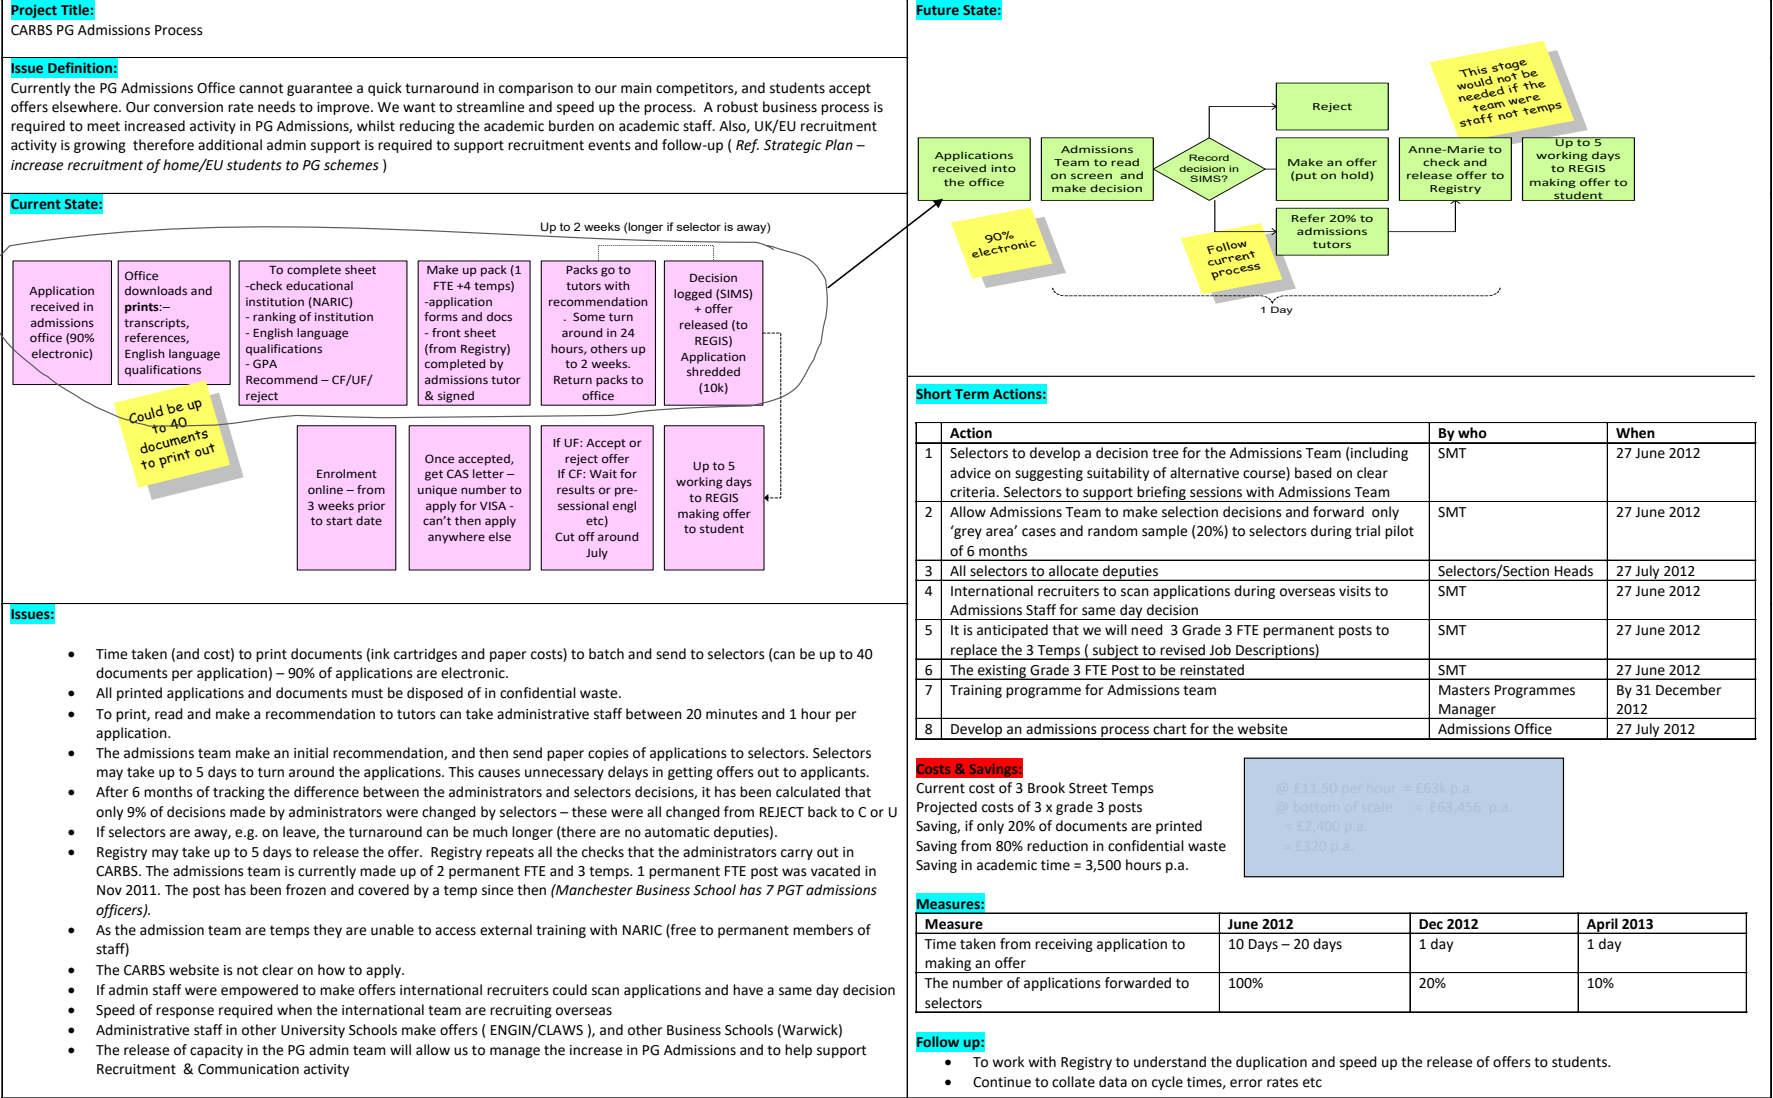 Project Title:
CARBS PG Admissions Process
Issue Definition:
Currently the PG Admissions Office cannot guarantee a quick turnaround in comparison to our main competitors, and students accept
offers elsewhere. Our conversion rate needs to improve. We want to streamline and speed up the process.  A robust business process is
required to meet increased activity in PG Admissions, whilst reducing the academic burden on academic staff. Also, UK/EU recruitment
activity is growing  therefore additional admin support is required to support recruitment events and follow-up ( Ref. Strategic Plan –
increase recruitment of home/EU students to PG schemes )
Current State:
Up to 2 weeks (longer if selector is away)
Application
received in
admissions
office (90%
electronic)
Office
downloads and
prints:–
transcripts,
references,
English language
qualifications
To complete sheet
-check educational
institution (NARIC)
- ranking of institution
- English language
qualifications
- GPA
Recommend – CF/UF/
reject
Make up pack (1
FTE +4 temps)
-application
forms and docs
- front sheet
(from Registry)
completed by
admissions tutor
& signed
Packs go to
tutors with
recommendation
.  Some turn
around in 24
hours, others up
to 2 weeks.
Return packs to
office
Decision
logged (SIMS)
+ offer
released (to
REGIS)
Application
shredded
(10k)
Could be up
to 40
documents
to print out
Enrolment
online – from
3 weeks prior
to start date
Once accepted,
get CAS letter –
unique number to
apply for VISA -
can't then apply
anywhere else
If UF: Accept or
reject offer
If CF: Wait for
results or pre-
sessional engl
etc)
Cut off around
July
Up to 5
working days
to REGIS
making offer
to student
Issues:
• Time taken (and cost) to print documents (ink cartridges and paper costs) to batch and send to selectors (can be up to 40
documents per application) – 90% of applications are electronic.
• All printed applications and documents must be disposed of in confidential waste.
• To print, read and make a recommendation to tutors can take administrative staff between 20 minutes and 1 hour per
application.
• The admissions team make an initial recommendation, and then send paper copies of applications to selectors. Selectors
may take up to 5 days to turn around the applications. This causes unnecessary delays in getting offers out to applicants.
• After 6 months of tracking the difference between the administrators and selectors decisions, it has been calculated that
only 9% of decisions made by administrators were changed by selectors – these were all changed from REJECT back to C or U
• If selectors are away, e.g. on leave, the turnaround can be much longer (there are no automatic deputies).
• Registry may take up to 5 days to release the offer.  Registry repeats all the checks that the administrators carry out in
CARBS. The admissions team is currently made up of 2 permanent FTE and 3 temps. 1 permanent FTE post was vacated in
Nov 2011. The post has been frozen and covered by a temp since then (Manchester Business School has 7 PGT admissions
officers).
• As the admission team are temps they are unable to access external training with NARIC (free to permanent members of
staff)
• The CARBS website is not clear on how to apply.
• If admin staff were empowered to make offers international recruiters could scan applications and have a same day decision
• Speed of response required when the international team are recruiting overseas
• Administrative staff in other University Schools make offers ( ENGIN/CLAWS ), and other Business Schools (Warwick)
• The release of capacity in the PG admin team will allow us to manage the increase in PG Admissions and to help support
Recruitment  & Communication activity
Future State:
This stage
would not be
needed if the
team were
staff not temps
Applications
received into
the office
Admissions
Team to read
on screen  and
make decision
Record
decision in
SIMS?
Reject
Make an offer
(put on hold)
Refer 20% to
admissions
tutors
Anne-Marie to
check and
release offer to
Registry
Up to 5
working days
to REGIS
making offer to
student
90%
electronic
Follow
current
process
1 Day
Short Term Actions:
Action By who When
1 Selectors to develop a decision tree for the Admissions Team (including SMT 27 June 2012
advice on suggesting suitability of alternative course) based on clear
criteria. Selectors to support briefing sessions with Admissions Team
2 Allow Admissions Team to make selection decisions and forward  only SMT 27 June 2012
'grey area' cases and random sample (20%) to selectors during trial pilot
of 6 months
3 All selectors to allocate deputies Selectors/Section Heads 27 July 2012
4 International recruiters to scan applications during overseas visits to SMT 27 June 2012
Admissions Staff for same day decision
5 It is anticipated that we will need  3 Grade 3 FTE permanent posts to SMT 27 June 2012
replace the 3 Temps ( subject to revised Job Descriptions)
6 The existing Grade 3 FTE Post to be reinstated SMT 27 June 2012
7 Training programme for Admissions team Masters Programmes By 31 December
Manager 2012
8 Develop an admissions process chart for the website Admissions Office 27 July 2012
Costs & Savings:
Current cost of 3 Brook Street Temps @ £11.50 per hour  = £63k p.a.
Projected costs of 3 x grade 3 posts @ bottom of scale = £63,456  p.a.
Saving, if only 20% of documents are printed = £2,400 p.a.
Saving from 80% reduction in confidential waste = £320 p.a.
Saving in academic time = 3,500 hours p.a.
Measures:
Measure June 2012 Dec 2012 April 2013
Time taken from receiving application to 10 Days – 20 days 1 day 1 day
making an offer
The number of applications forwarded to 100% 20% 10%
selectors
Follow up:
• To work with Registry to understand the duplication and speed up the release of offers to students.
• Continue to collate data on cycle times, error rates etc